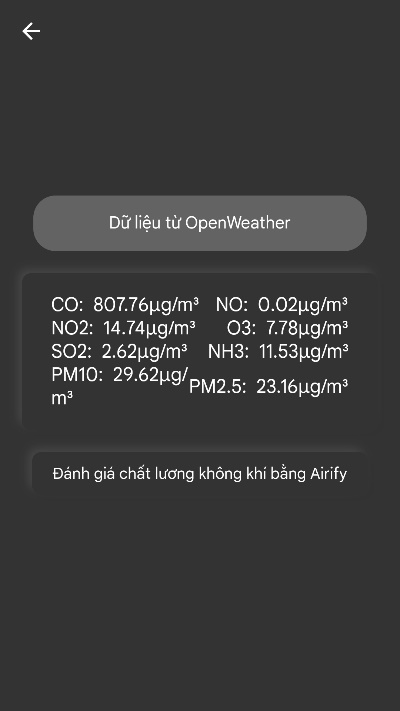 Dữ liệu từ OpenWeather
CO: 807.76µg/m³ NO: 0.02µg/m³
NO2: 14.74µg/m³ O3: 7.78µg/m³
SO2: 2.62µg/m³ NH3: 11.53µg/m³
PM10: 29.62µg/
m³ PM2.5: 23.16µg/m³
Đánh giá chất lương không khí bằng Airify